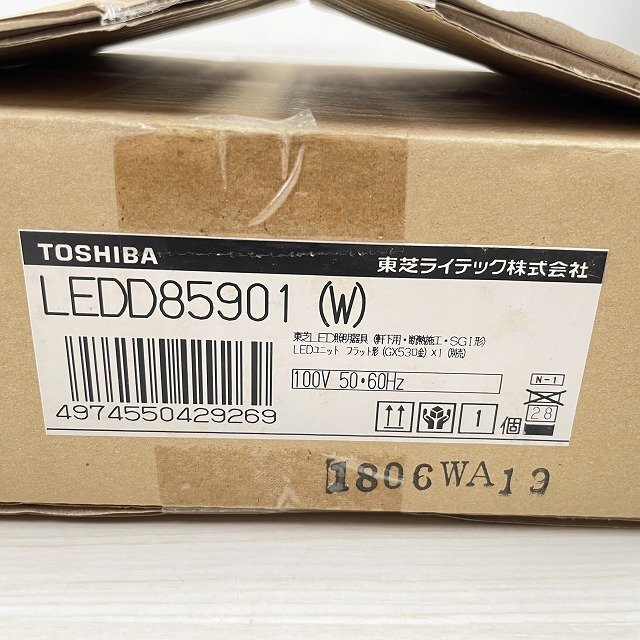 TOSHIBA
東芝ライテック株式会社
LEDD85901 (W)
東芝LED照明器具 (軒下用・断熱施工・SGI形)
LEDユニット フラット形 (GX53口金) X1 (別売)
100V 50・60Hz
4974550429269
1個
N-1
28
1806WA19